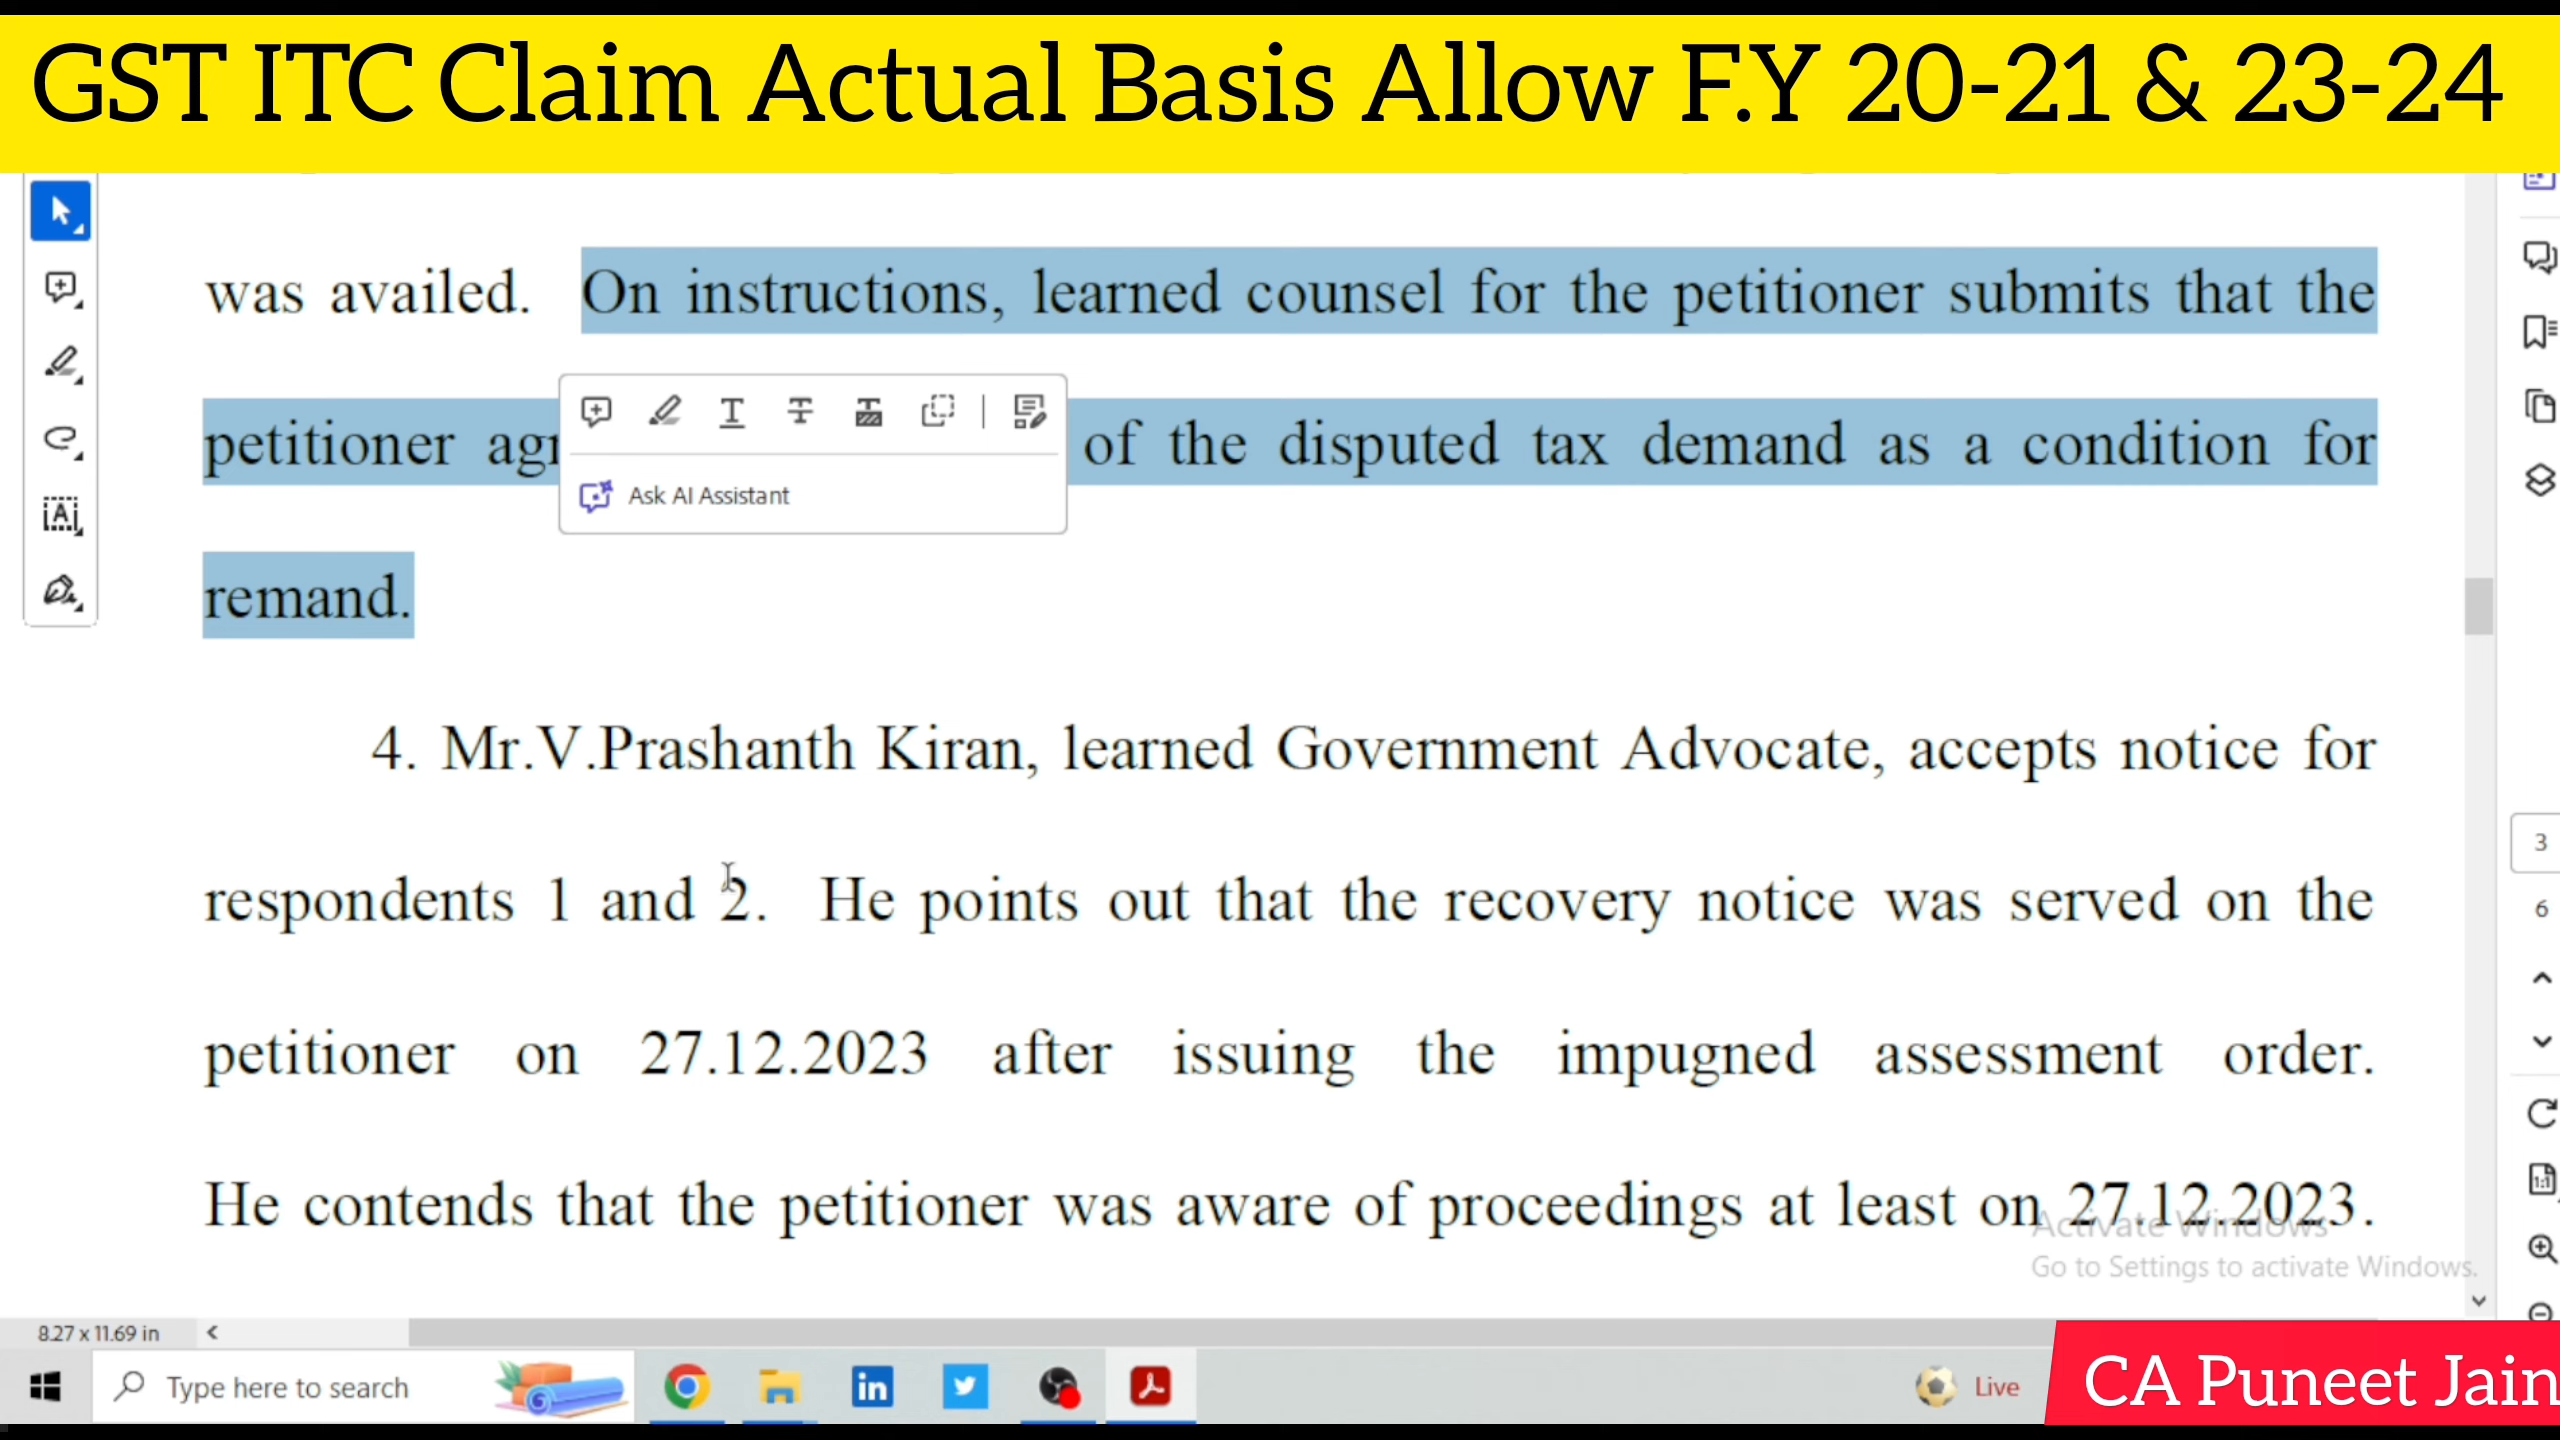 GST ITC Claim Actual Basis Allow F.Y 20-21 & 23-24
was availed. On instructions, learned counsel for the petitioner submits that the
petitioner of the disputed tax demand as a condition for
Ask AI Assistant
remand.
4. Mr.V.Prashanth Kiran, learned Government Advocate, accepts notice for
respondents 1 and 2. He points out that the recovery notice was served on the
petitioner on 27.12.2023 after issuing the impugned assessment order.
He contends that the petitioner was aware of proceedings at least on 27.12.2023.
Activate Windows
Go to Settings to activate Windows.
3
6
8.27 x 11.69 in
Type here to search
Live
CA Puneet Jain